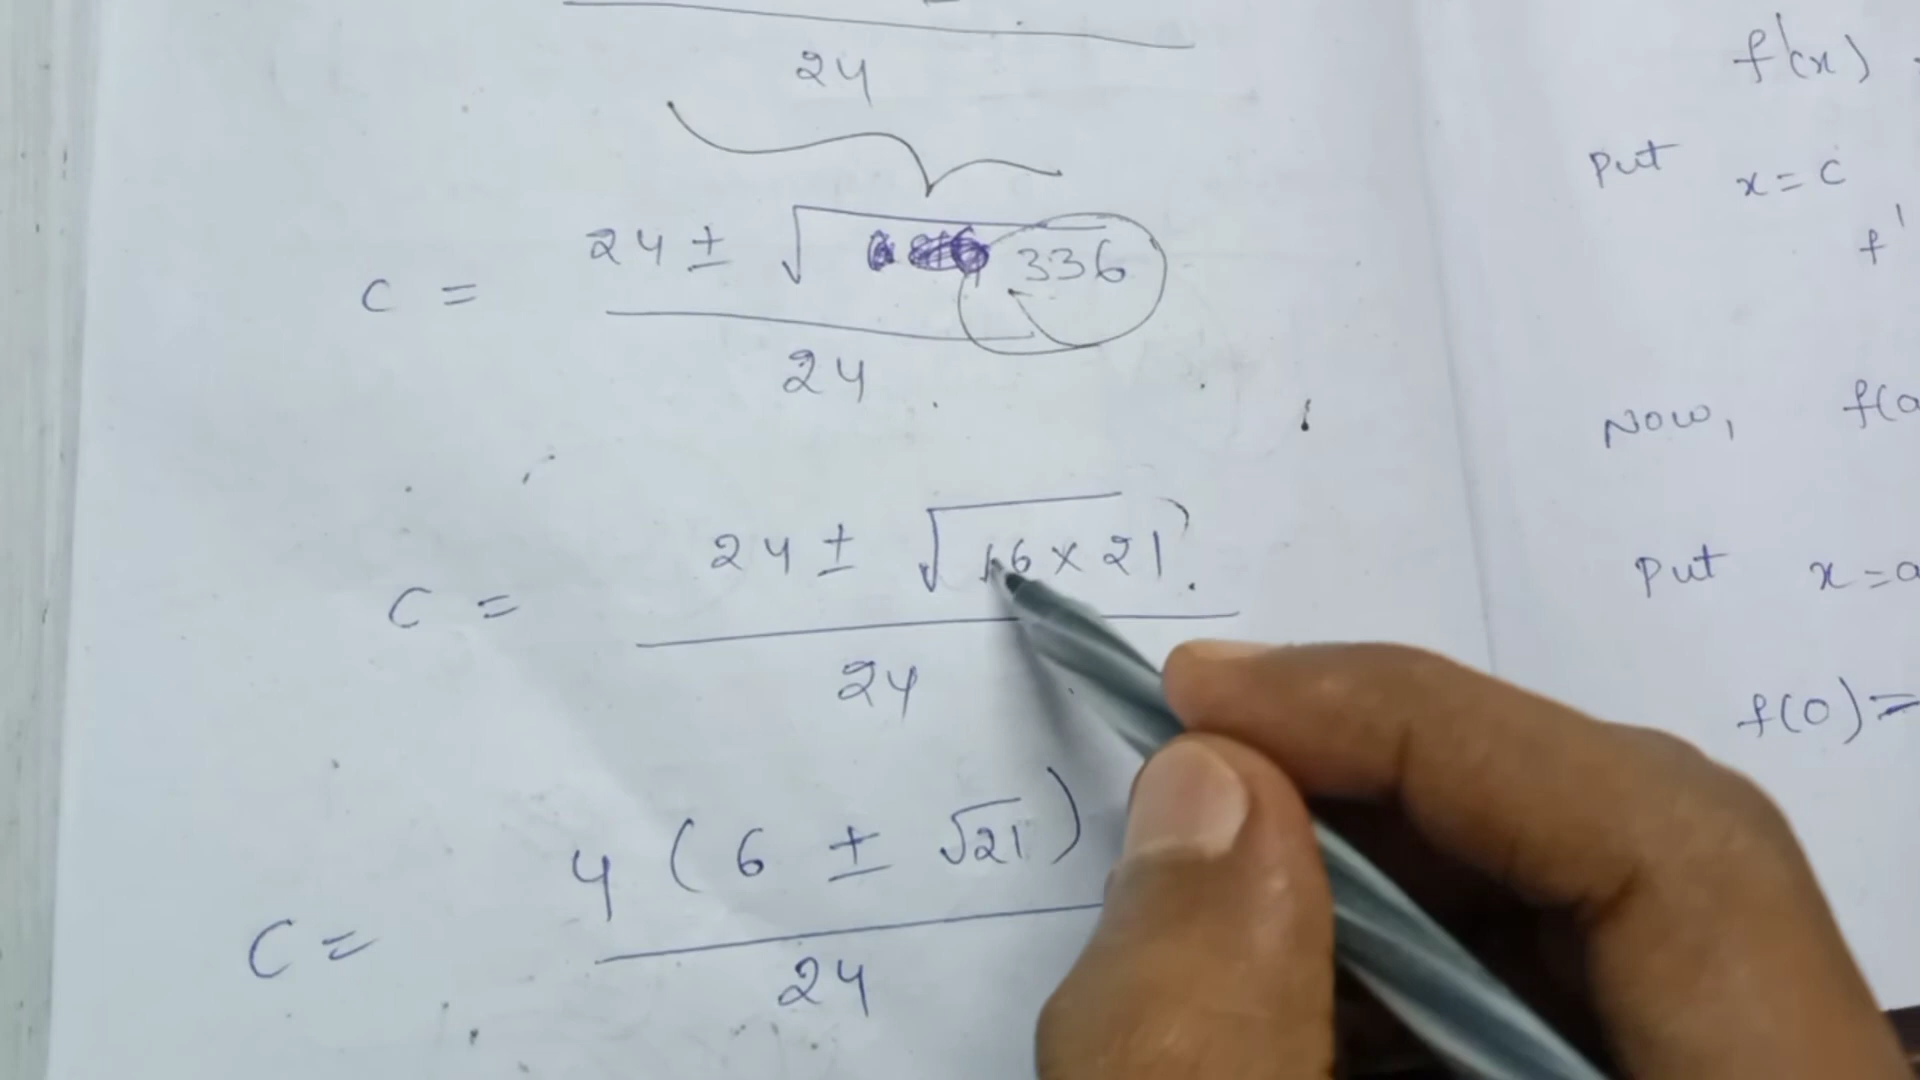 24
c = 24 ± √336
24
c = 24 ± √16 × 21
24
c = 4 ( 6 ± √21 )
24
f'(x)
Put x = c
f'
Now, f(a
Put x = a
f(0) =